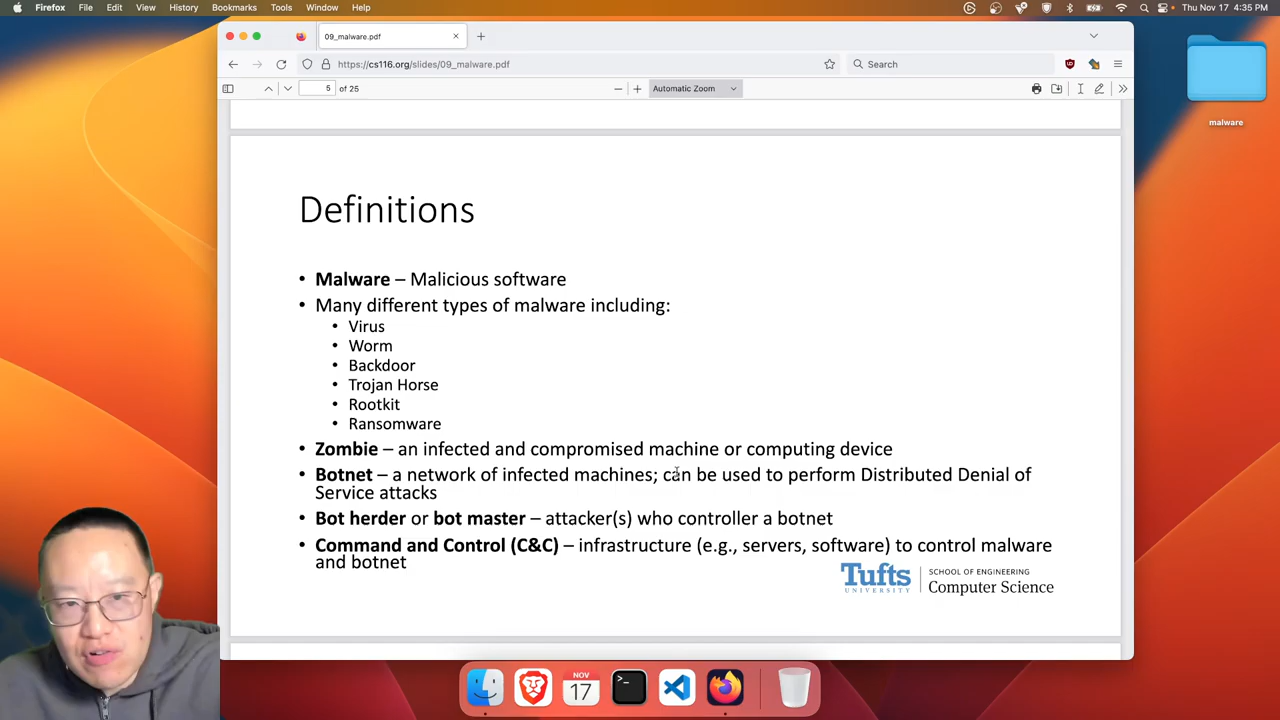 Firefox File Edit View History Bookmarks Tools Window Help Thu Nov 17 4:35 PM
09_malware.pdf
https://cs116.org/slides/09_malware.pdf Search
5 of 25 Automatic Zoom
malware
Definitions
• Malware – Malicious software
• Many different types of malware including:
• Virus
• Worm
• Backdoor
• Trojan Horse
• Rootkit
• Ransomware
• Zombie – an infected and compromised machine or computing device
• Botnet – a network of infected machines; can be used to perform Distributed Denial of
Service attacks
• Bot herder or bot master – attacker(s) who controller a botnet
• Command and Control (C&C) – infrastructure (e.g., servers, software) to control malware
and botnet
Tufts UNIVERSITY
SCHOOL OF ENGINEERING
Computer Science
NOV
17